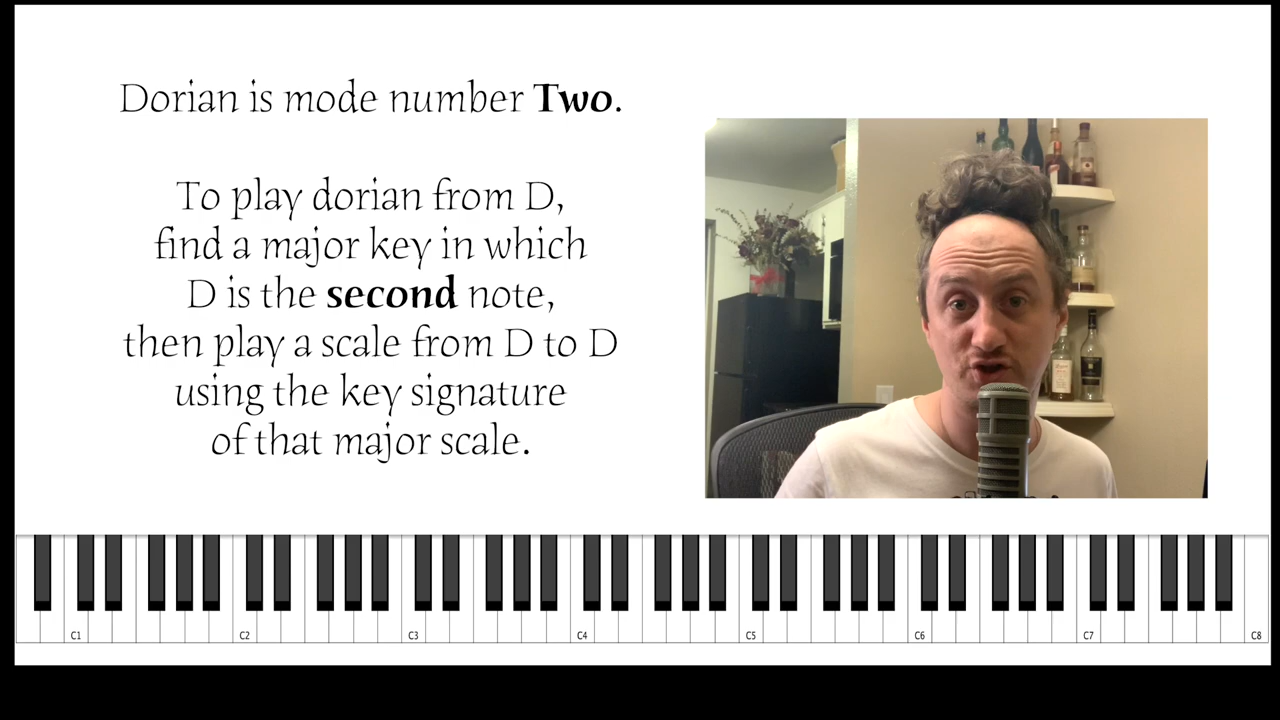 Dorian is mode number Two.
To play dorian from D,
find a major key in which
D is the second note,
then play a scale from D to D
using the key signature
of that major scale.
C1 C2 C3 C4 C5 C6 C7 C8